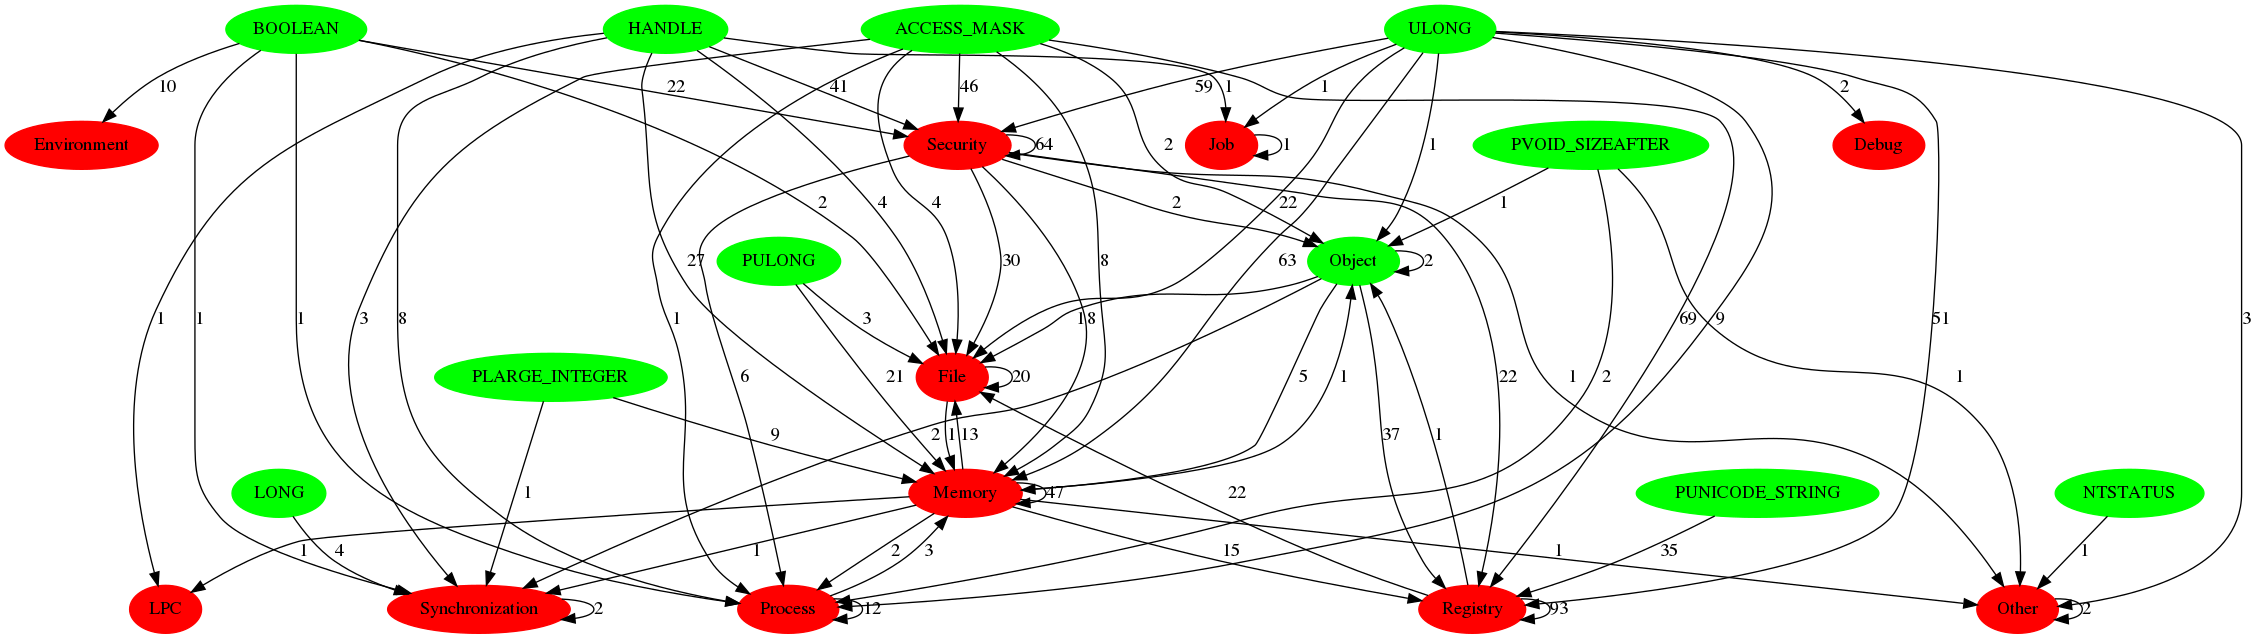 BOOLEAN HANDLE ACCESS_MASK ULONG
10 22 41 46 59 1 1 2
Environment Security 64 Job 1 PVOID_SIZEAFTER Debug
2 4 4 2 2 22 1 1
PULONG 27 30 8 63 Object 2
1 1 1 3 8 1 3 18 37 69 9 51 3
PLARGE_INTEGER 6 21 File 20 5 1 22 1 2 1
9 2 1 13 1
LONG Memory 47 22 PUNICODE_STRING NTSTATUS
1 4 1 1 2 3 15 35 1 1
LPC Synchronization 2 Process 12 Registry 93 Other 2